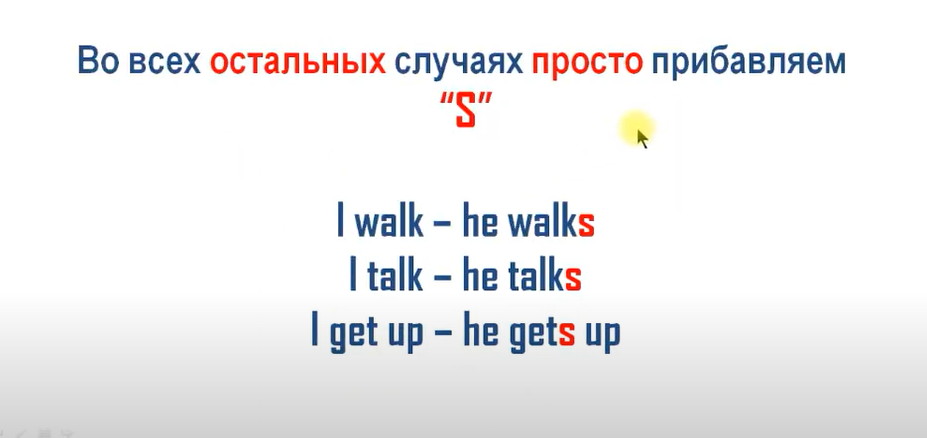 Во всех остальных случаях просто прибавляем
“S”
I walk – he walks
I talk – he talks
I get up – he gets up